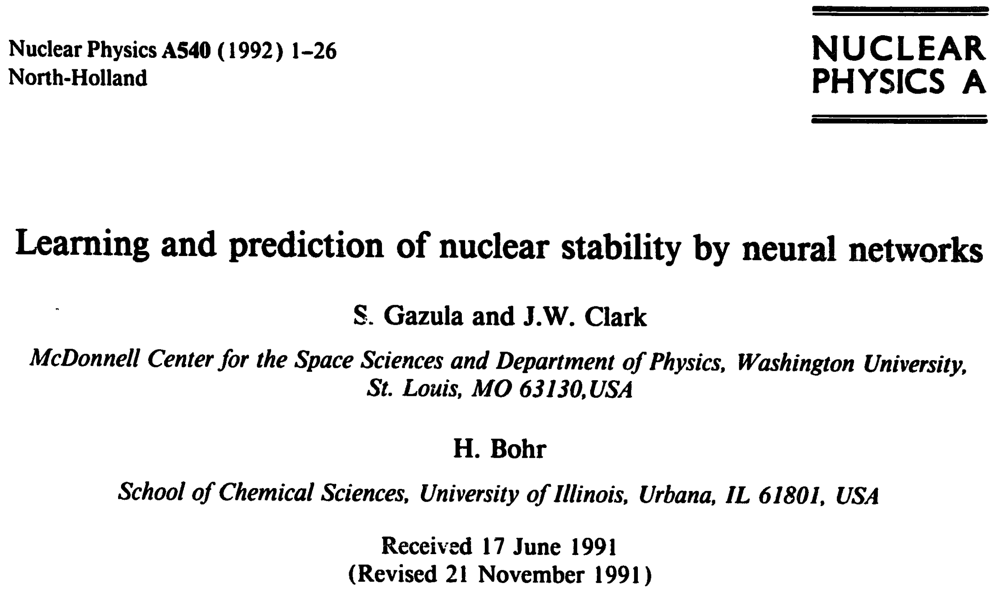 Nuclear Physics A540 (1992) 1–26
North-Holland
NUCLEAR
PHYSICS A
Learning and prediction of nuclear stability by neural networks
S. Gazula and J.W. Clark
McDonnell Center for the Space Sciences and Department of Physics, Washington University,
St. Louis, MO 63130, USA
H. Bohr
School of Chemical Sciences, University of Illinois, Urbana, IL 61801, USA
Received 17 June 1991
(Revised 21 November 1991)